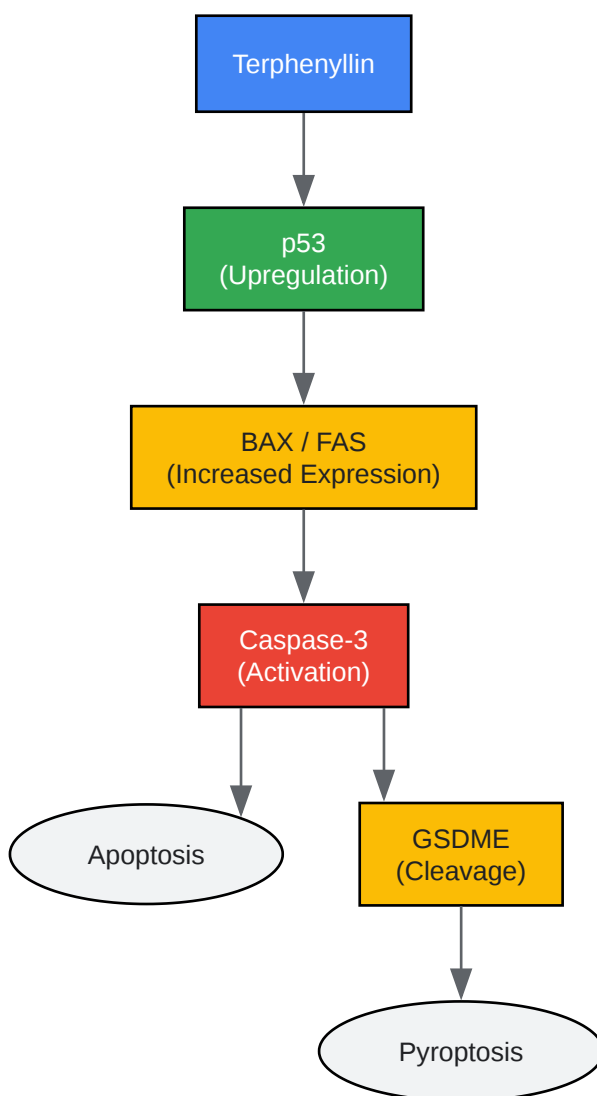 Terphenyllin
p53
(Upregulation)
BAX / FAS
(Increased Expression)
Caspase-3
(Activation)
Apoptosis
GSDME
(Cleavage)
Pyroptosis